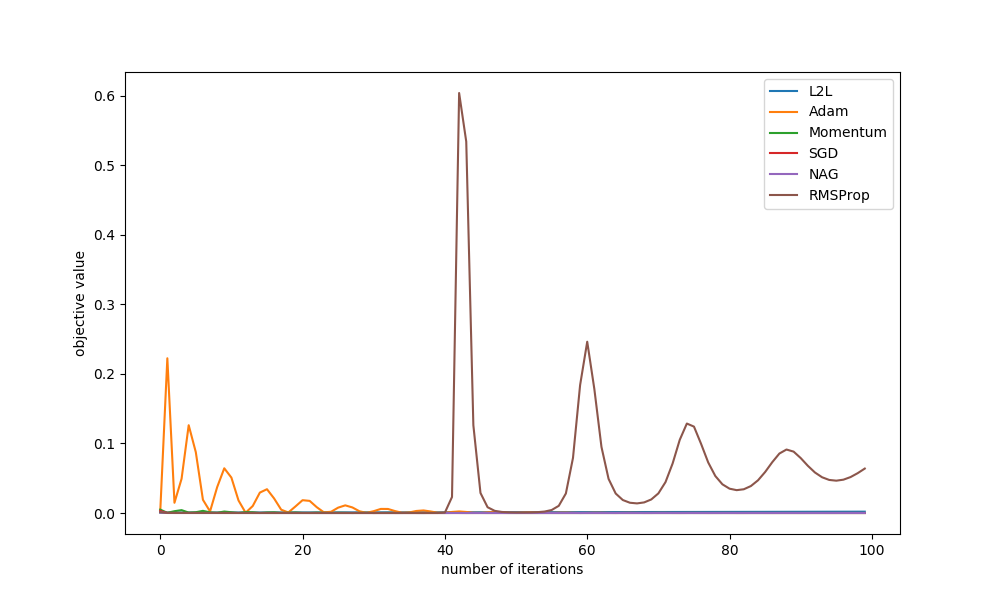 0.6
0.5
0.4
0.3
0.2
0.1
0.0
objective value
0
20
40
60
80
100
number of iterations
L2L
Adam
Momentum
SGD
NAG
RMSProp